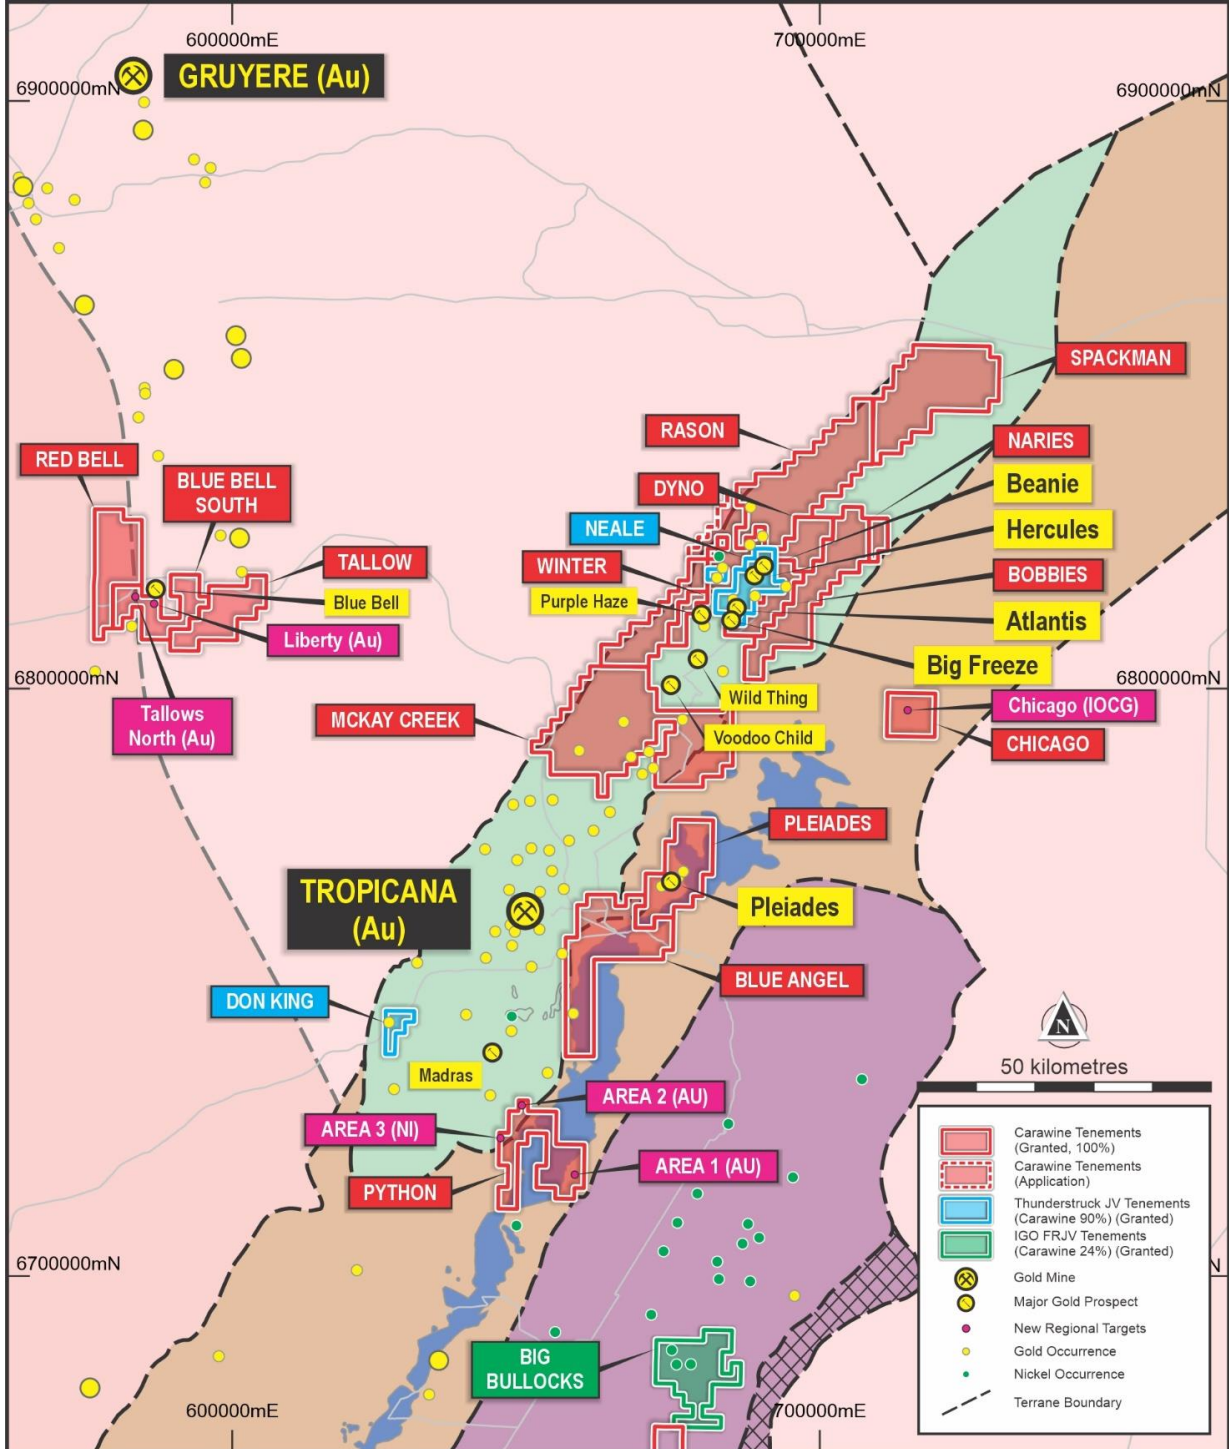 600000mE
700000mE
GRUYERE (Au)
6900000mN
6900000mN
SPACKMAN
RASON
NARIES
RED BELL
BLUE BELL
SOUTH
DYNO
Beanie
NEALE
Hercules
TALLOW
WINTER
BOBBIES
Blue Bell
Purple Haze
Atlantis
Liberty (Au)
Big Freeze
6800000mN
6800000mN
Wild Thing
Tallows
North (Au)
MCKAY CREEK
Chicago (IOCG)
Voodoo Child
CHICAGO
PLEIADES
TROPICANA
(Au)
Pleiades
BLUE ANGEL
DON KING
N
50 kilometres
Madras
AREA 2 (AU)
AREA 3 (NI)
AREA 1 (AU)
PYTHON
Carawine Tenements
(Granted, 100%)
Carawine Tenements
(Application)
Thunderstruck JV Tenements
(Carawine 90%) (Granted)
IGO FRJV Tenements
(Carawine 24%) (Granted)
Gold Mine
Major Gold Prospect
New Regional Targets
Gold Occurrence
Nickel Occurrence
Terrane Boundary
6700000mN
N
BIG
BULLOCKS
600000mE
700000mE